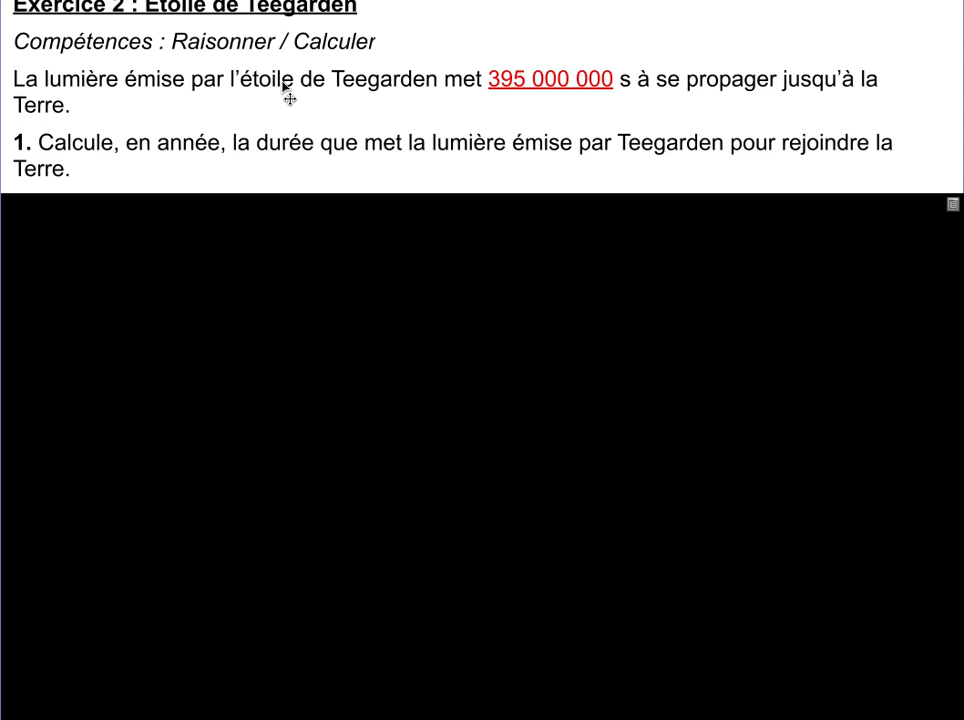 Exercice 2 : Étoile de Teegarden
Compétences : Raisonner / Calculer
La lumière émise par l’étoile de Teegarden met 395 000 000 s à se propager jusqu’à la
Terre.
1. Calcule, en année, la durée que met la lumière émise par Teegarden pour rejoindre la
Terre.